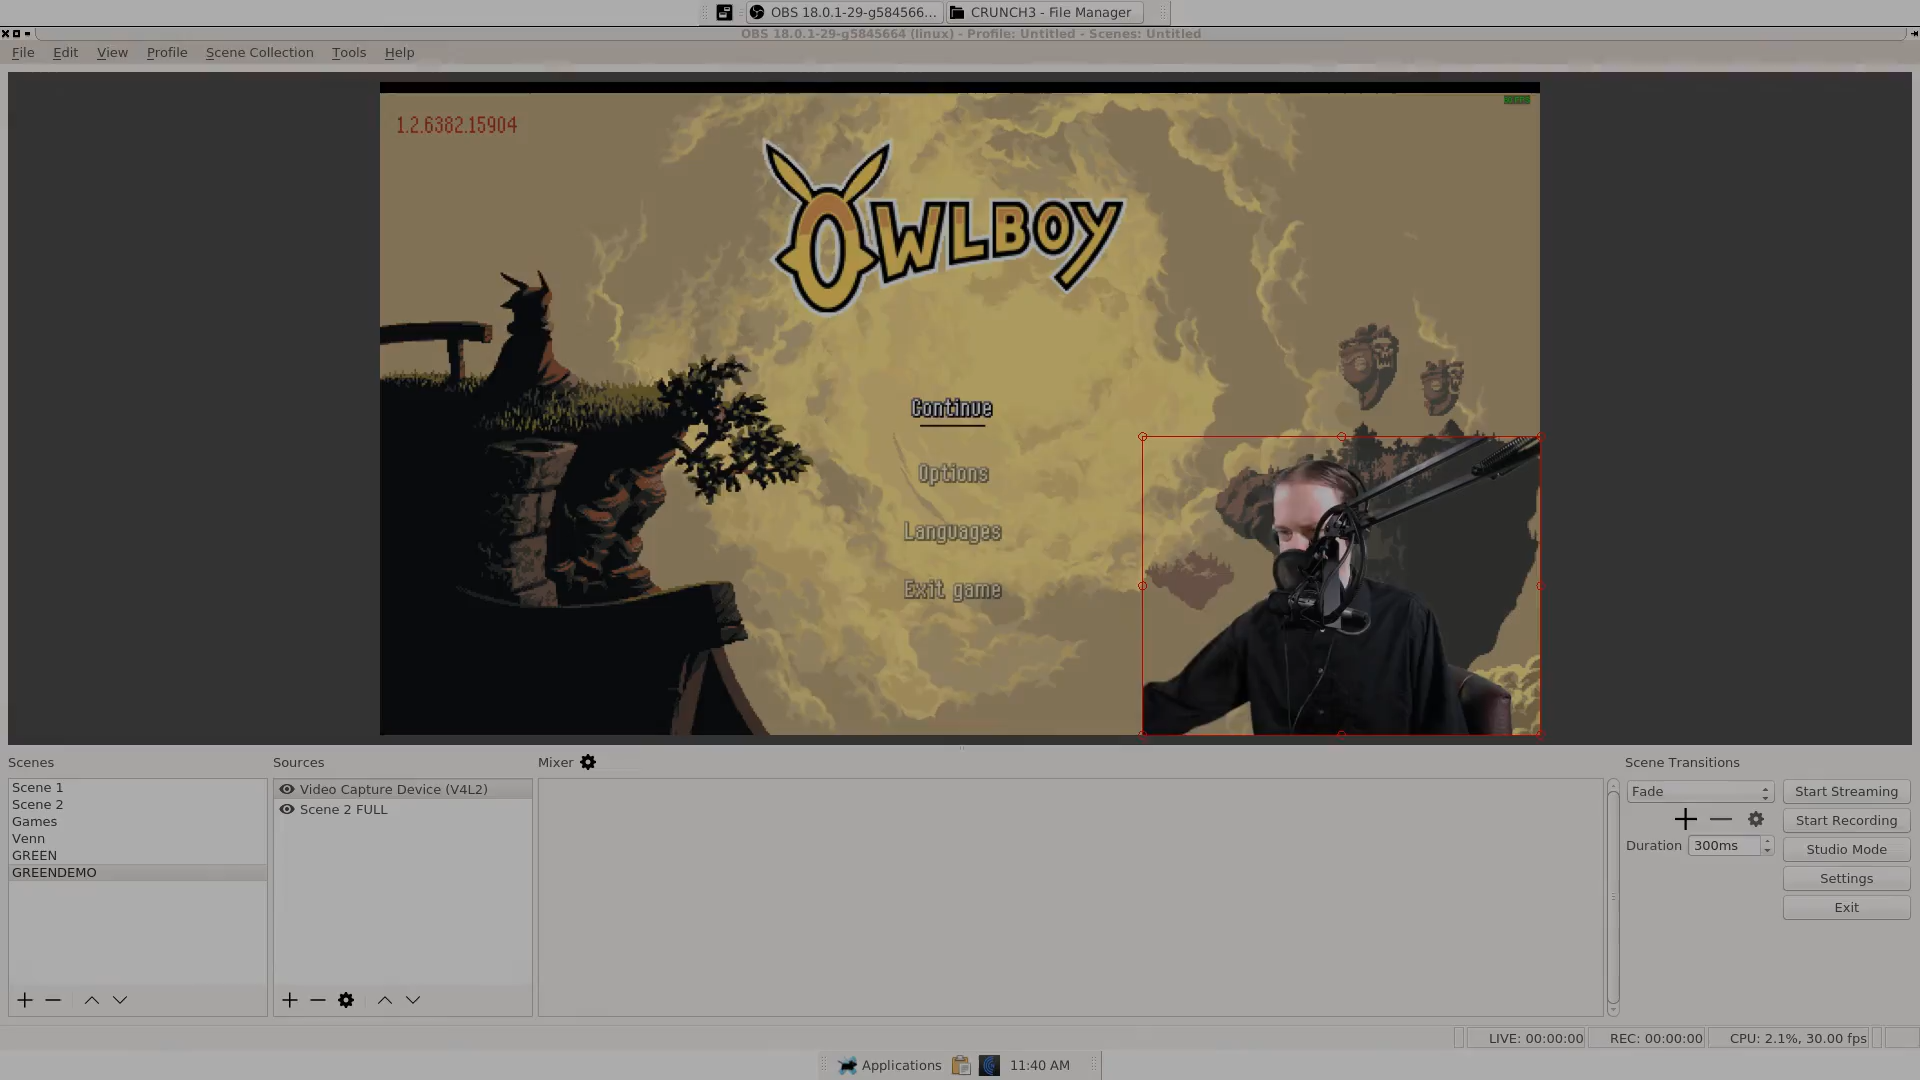 OBS 18.0.1-29-g584566...
CRUNCH3 - File Manager
OBS 18.0.1-29-g5845664 (linux) - Profile: Untitled - Scenes: Untitled
File Edit View Profile Scene Collection Tools Help
1.2.6382.15904
OWLBOY
Continue
Options
Languages
Exit game
Scenes
Scene 1
Scene 2
Games
Venn
GREEN
GREENDEMO
Sources
Video Capture Device (V4L2)
Scene 2 FULL
Mixer
Scene Transitions
Fade
Duration 300ms
Start Streaming
Start Recording
Studio Mode
Settings
Exit
LIVE: 00:00:00 REC: 00:00:00 CPU: 2.1%, 30.00 fps
Applications 11:40 AM